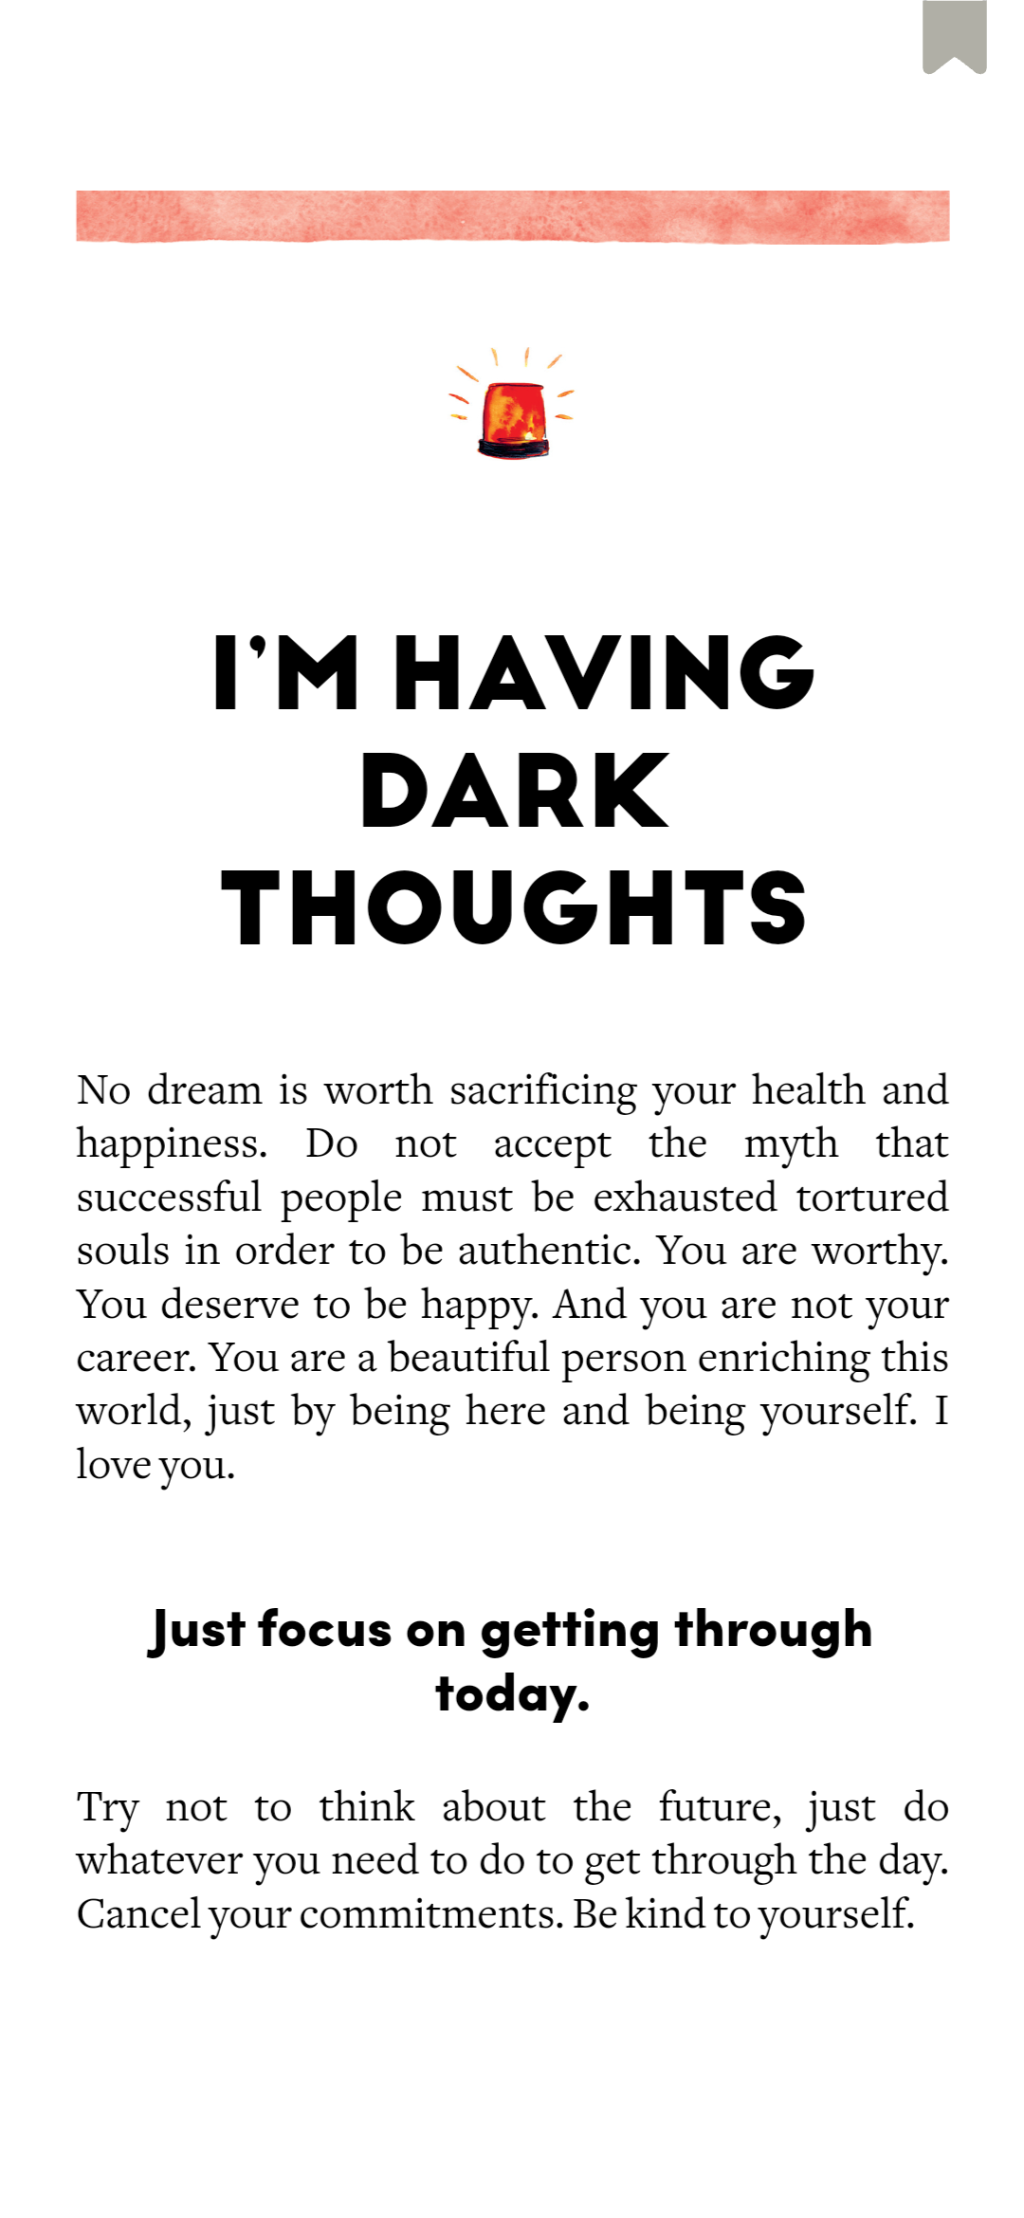 I’M HAVING
DARK
THOUGHTS
No dream is worth sacrificing your health and
happiness. Do not accept the myth that
successful people must be exhausted tortured
souls in order to be authentic. You are worthy.
You deserve to be happy. And you are not your
career. You are a beautiful person enriching this
world, just by being here and being yourself. I
love you.
Just focus on getting through
today.
Try not to think about the future, just do
whatever you need to do to get through the day.
Cancel your commitments. Be kind to yourself.